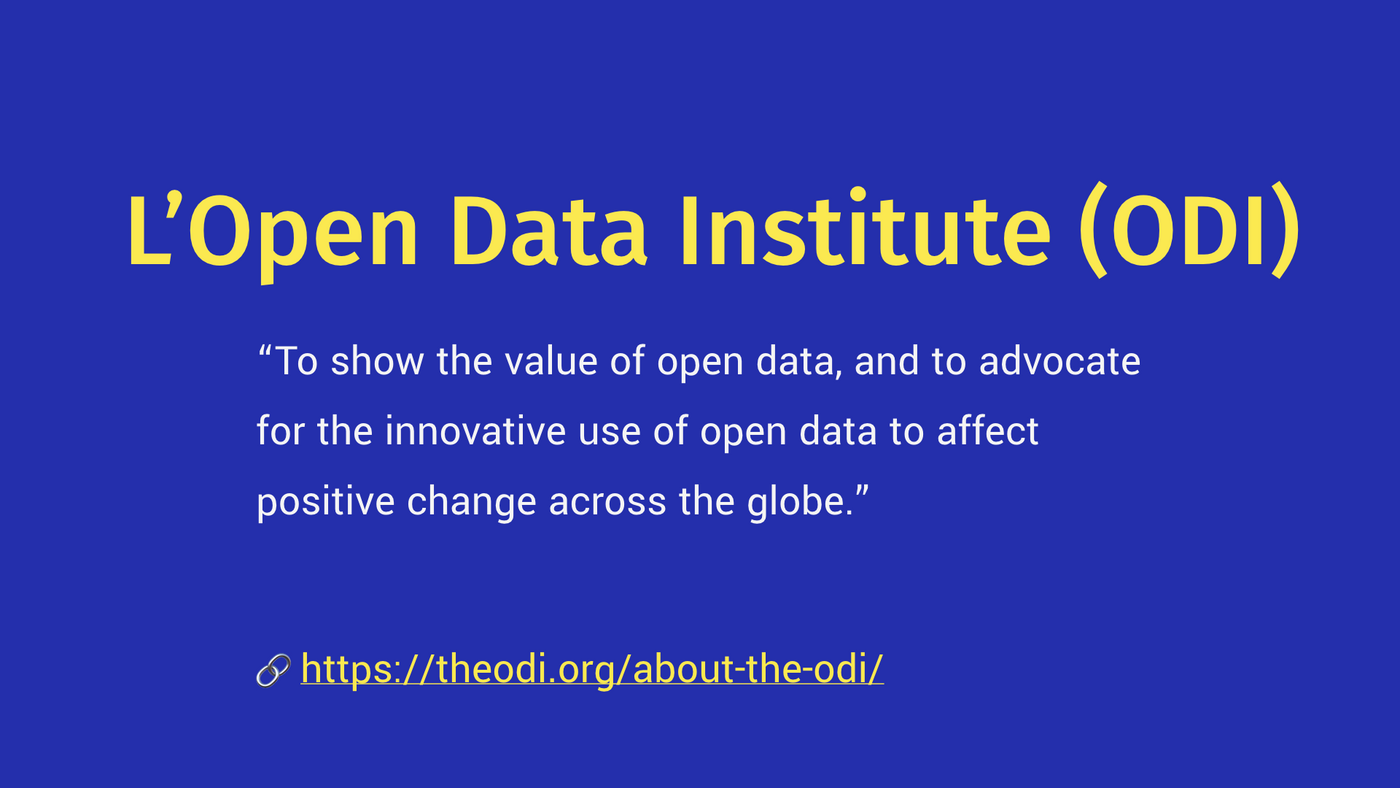 L’Open Data Institute (ODI)
“To show the value of open data, and to advocate
for the innovative use of open data to affect
positive change across the globe.”
https://theodi.org/about-the-odi/